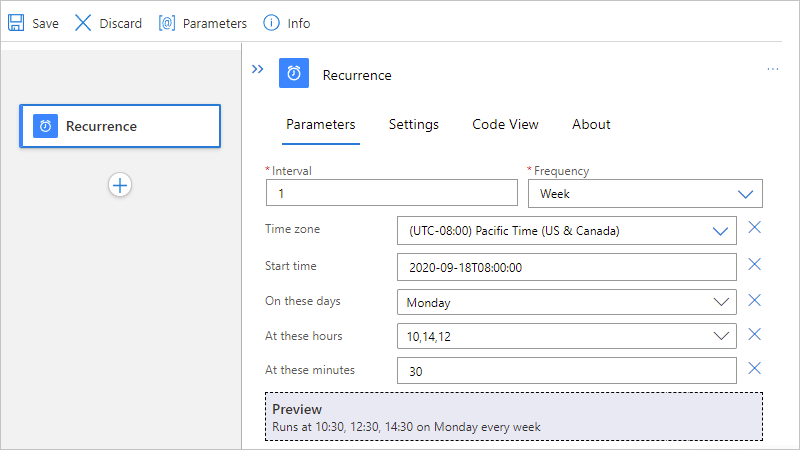 Save Discard [@] Parameters Info
Recurrence
Recurrence
Parameters Settings Code View About
* Interval * Frequency
1 Week
Time zone (UTC-08:00) Pacific Time (US & Canada)
Start time 2020-09-18T08:00:00
On these days Monday
At these hours 10,14,12
At these minutes 30
Preview
Runs at 10:30, 12:30, 14:30 on Monday every week